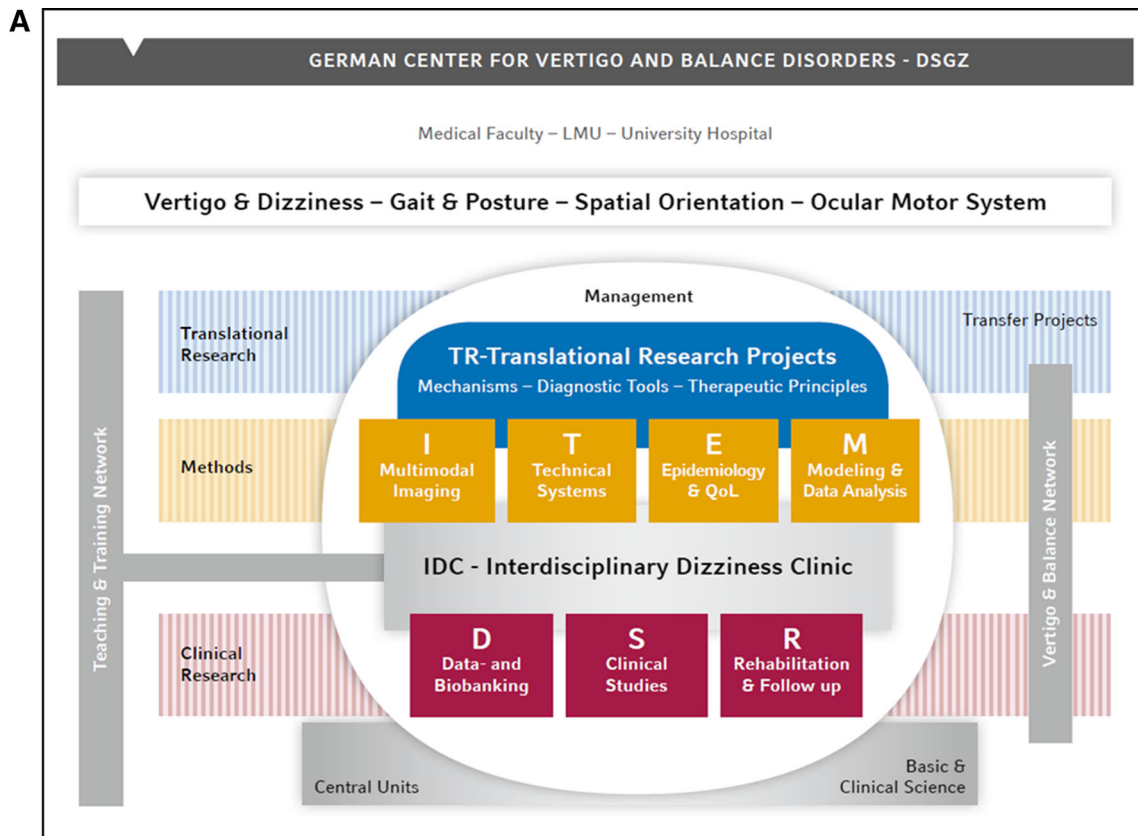 A
GERMAN CENTER FOR VERTIGO AND BALANCE DISORDERS - DSGZ
Medical Faculty – LMU – University Hospital
Vertigo & Dizziness – Gait & Posture – Spatial Orientation – Ocular Motor System
Management
Translational
Research
Transfer Projects
TR-Translational Research Projects
Mechanisms – Diagnostic Tools – Therapeutic Principles
Teaching & Training Network
Vertigo & Balance Network
Methods
I
Multimodal
Imaging
T
Technical
Systems
E
Epidemiology
& QoL
M
Modeling &
Data Analysis
IDC - Interdisciplinary Dizziness Clinic
Clinical
Research
D
Data- and
Biobanking
S
Clinical
Studies
R
Rehabilitation
& Follow up
Central Units
Basic &
Clinical Science